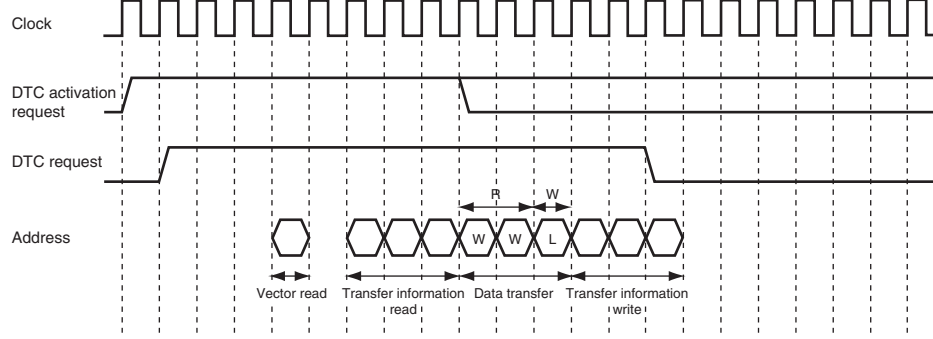 Clock
DTC activation
request
DTC request
R W
Address
W W L
Vector read Transfer information Data transfer Transfer information
read write